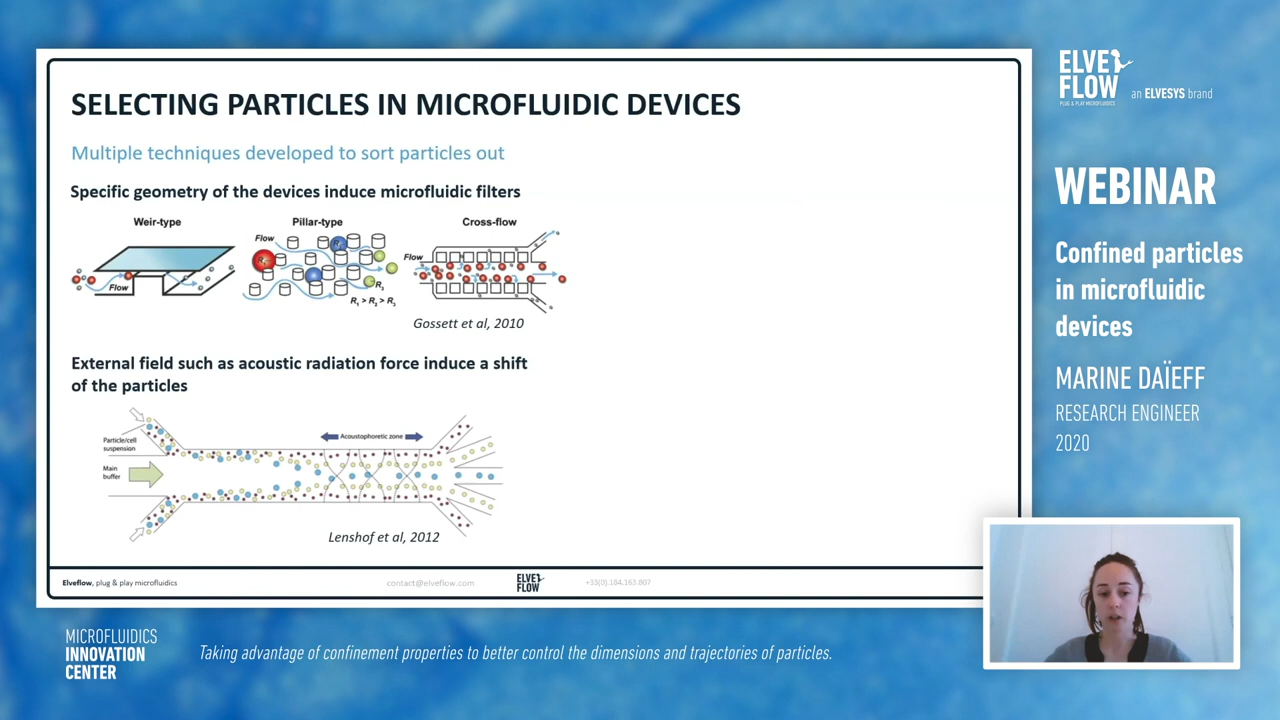 SELECTING PARTICLES IN MICROFLUIDIC DEVICES
Multiple techniques developed to sort particles out
Specific geometry of the devices induce microfluidic filters
Weir-type
Flow
Pillar-type
Flow
R₁ > R₂ > R₃
Cross-flow
Flow
Gossett et al, 2010
External field such as acoustic radiation force induce a shift
of the particles
Particle/cell
suspension
Main
buffer
Acoustophoretic zone
Lenshof et al, 2012
Elveflow, plug & play microfluidics
contact@elveflow.com
ELVE
FLOW
+33(0).184.163.807
ELVE
FLOW
PLUG & PLAY MICROFLUIDICS
an ELVESYS brand
WEBINAR
Confined particles
in microfluidic
devices
MARINE DAÏEFF
RESEARCH ENGINEER
2020
MICROFLUIDICS
INNOVATION
CENTER
Taking advantage of confinement properties to better control the dimensions and trajectories of particles.